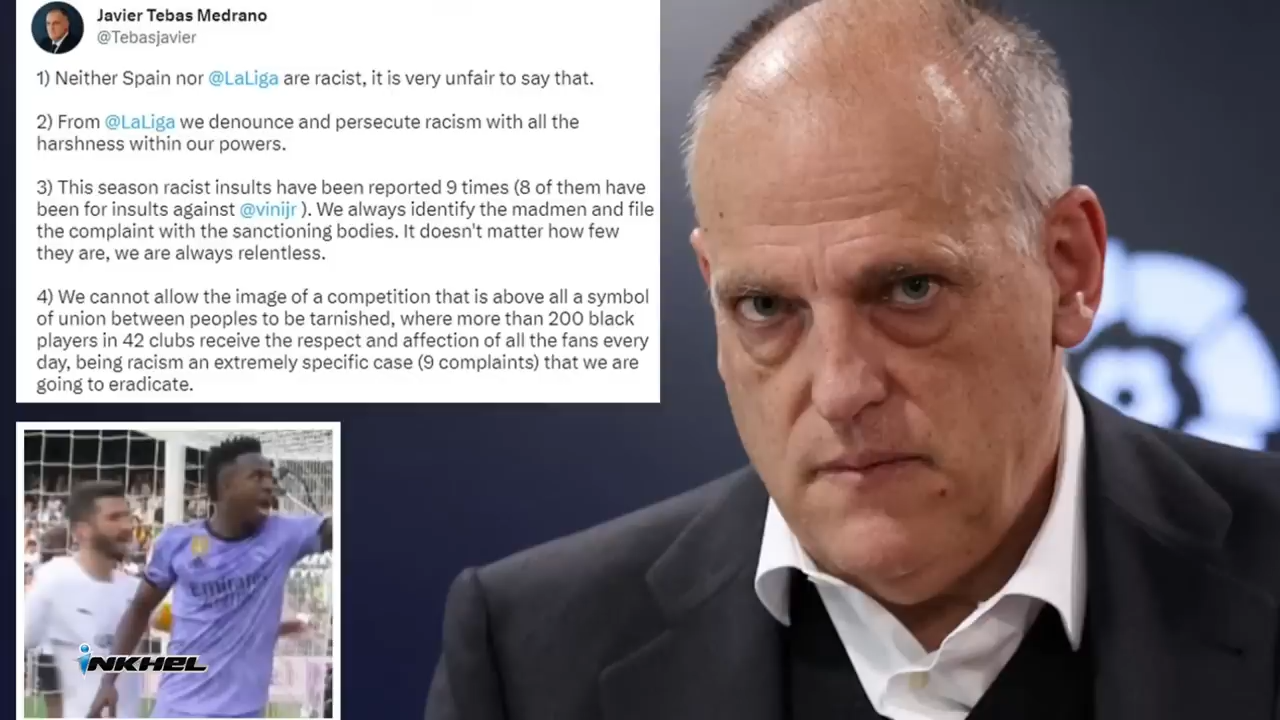 Javier Tebas Medrano
@Tebasjavier
1) Neither Spain nor @LaLiga are racist, it is very unfair to say that.
2) From @LaLiga we denounce and persecute racism with all the
harshness within our powers.
3) This season racist insults have been reported 9 times (8 of them have
been for insults against @vinijr ). We always identify the madmen and file
the complaint with the sanctioning bodies. It doesn't matter how few
they are, we are always relentless.
4) We cannot allow the image of a competition that is above all a symbol
of union between peoples to be tarnished, where more than 200 black
players in 42 clubs receive the respect and affection of all the fans every
day, being racism an extremely specific case (9 complaints) that we are
going to eradicate.
Emirates
iNKHEL